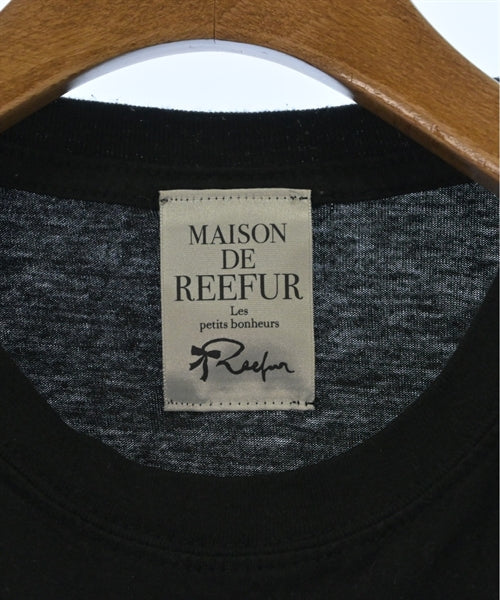 MAISON
DE
REEFUR
Les
petits bonheurs
Reefur